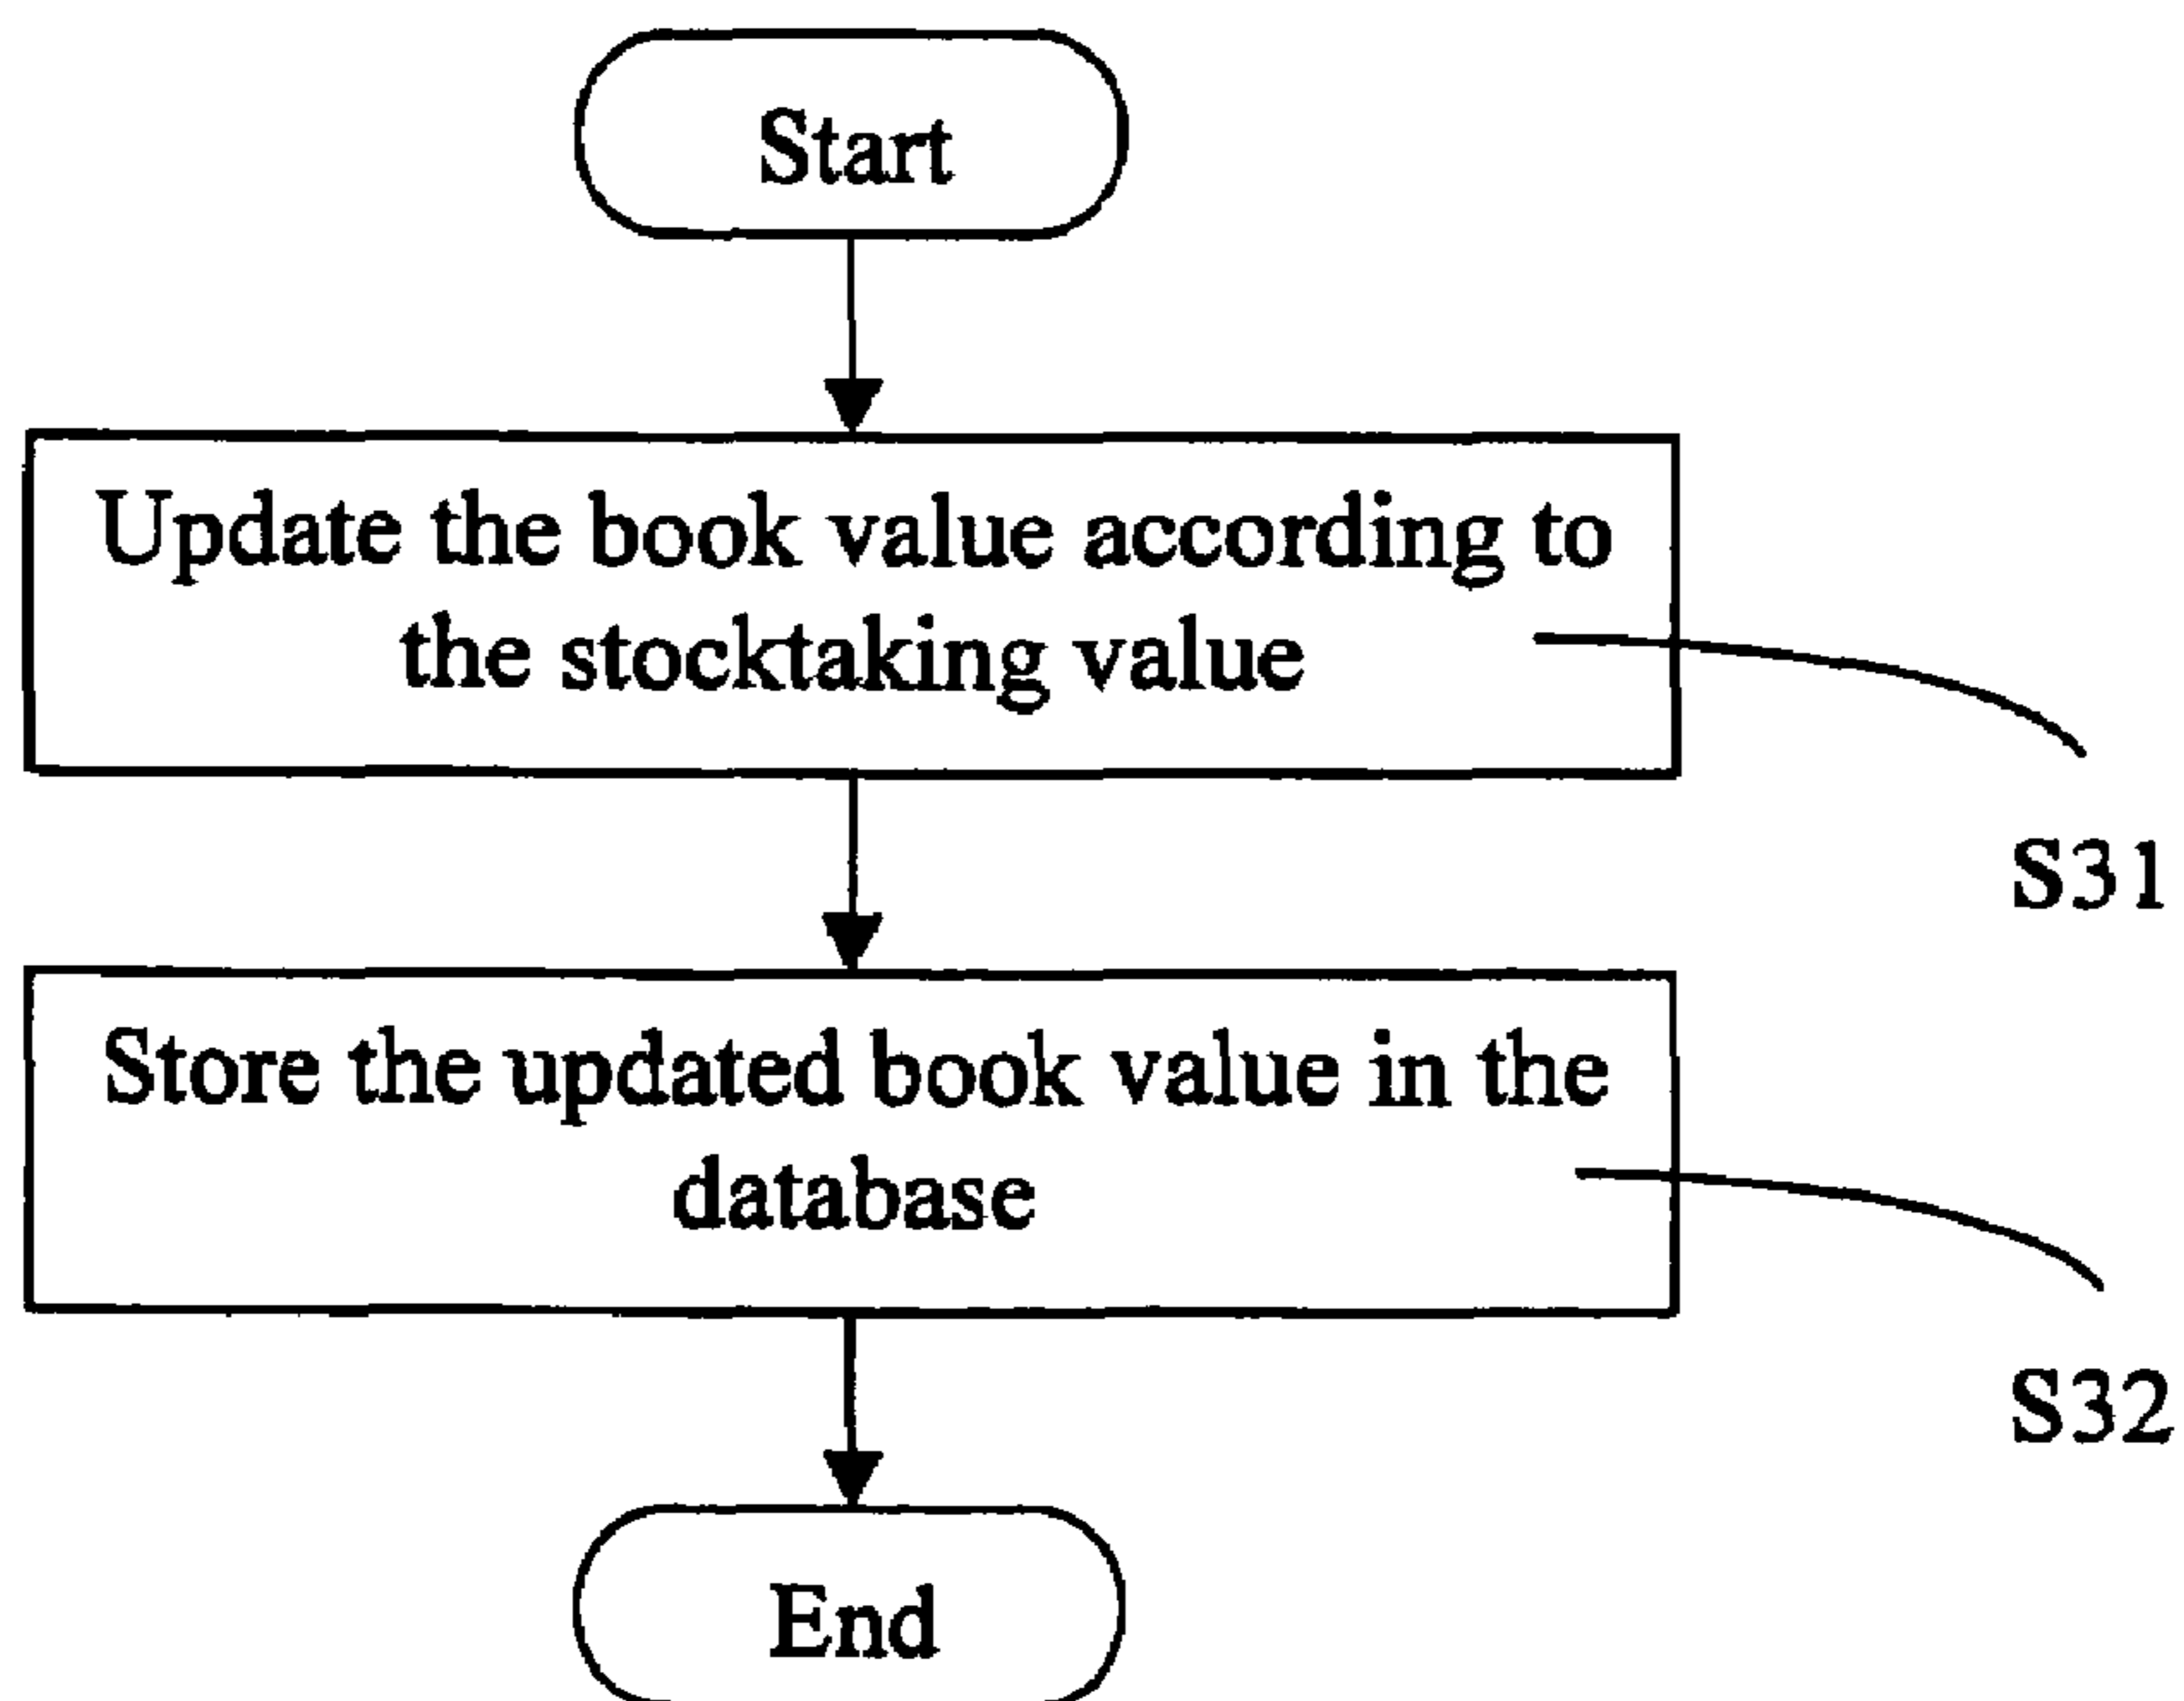 Start
Update the book value according to
the stocktaking value
S31
Store the updated book value in the
database
S32
End